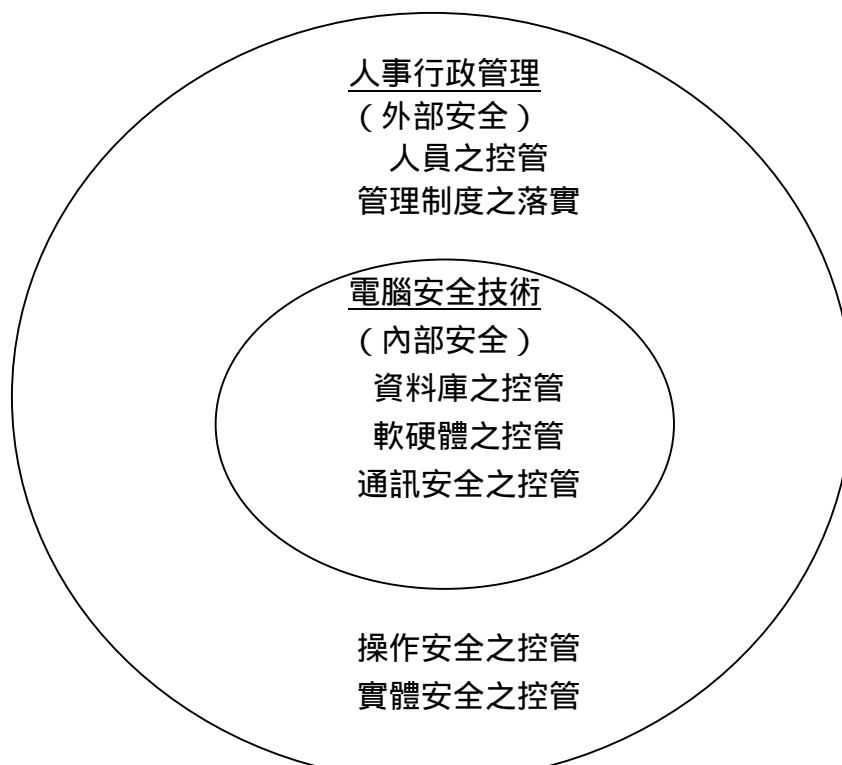 人事行政管理
（外部安全）
人員之控管
管理制度之落實
電腦安全技術
（內部安全）
資料庫之控管
軟硬體之控管
通訊安全之控管
操作安全之控管
實體安全之控管